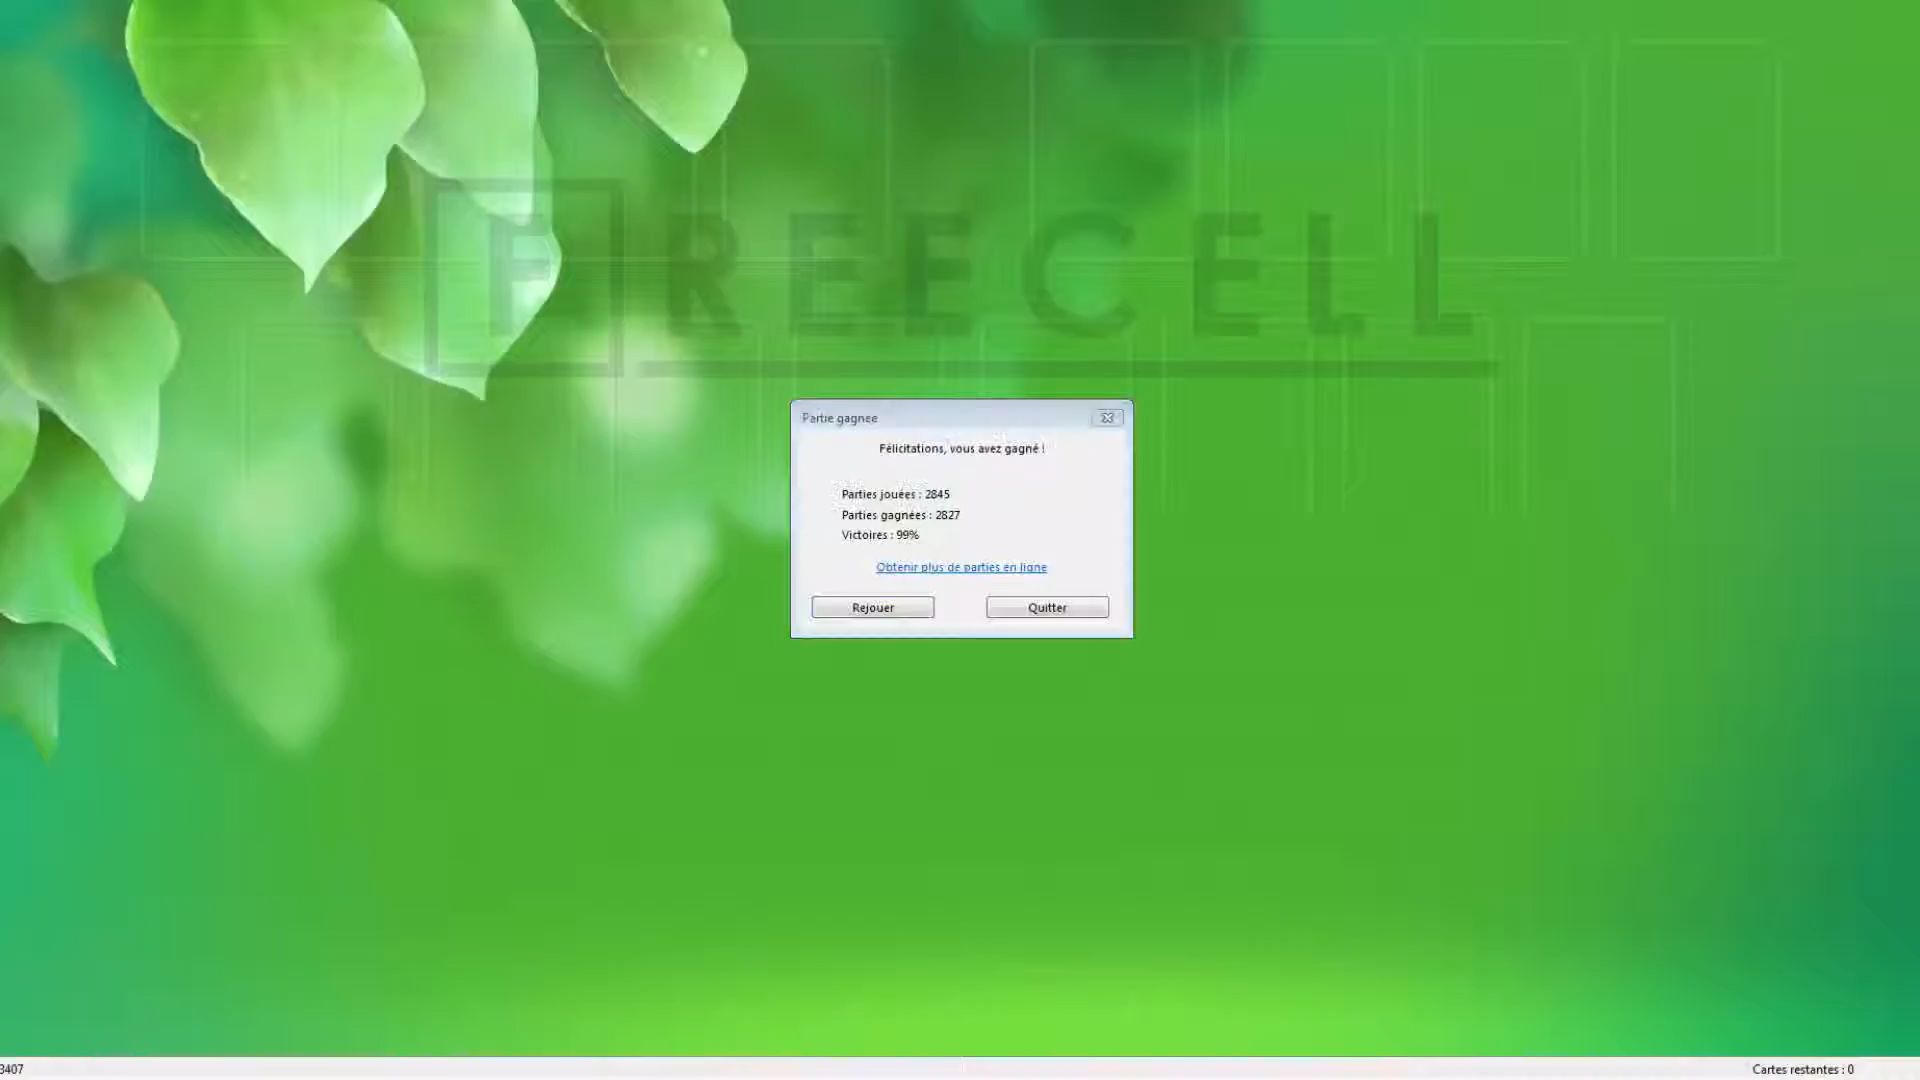 FREECELL
Partie gagnee
Félicitations, vous avez gagné !
Parties jouées : 2845
Parties gagnées : 2827
Victoires : 99%
Obtenir plus de parties en ligne
Rejouer
Quitter
3407
Cartes restantes : 0